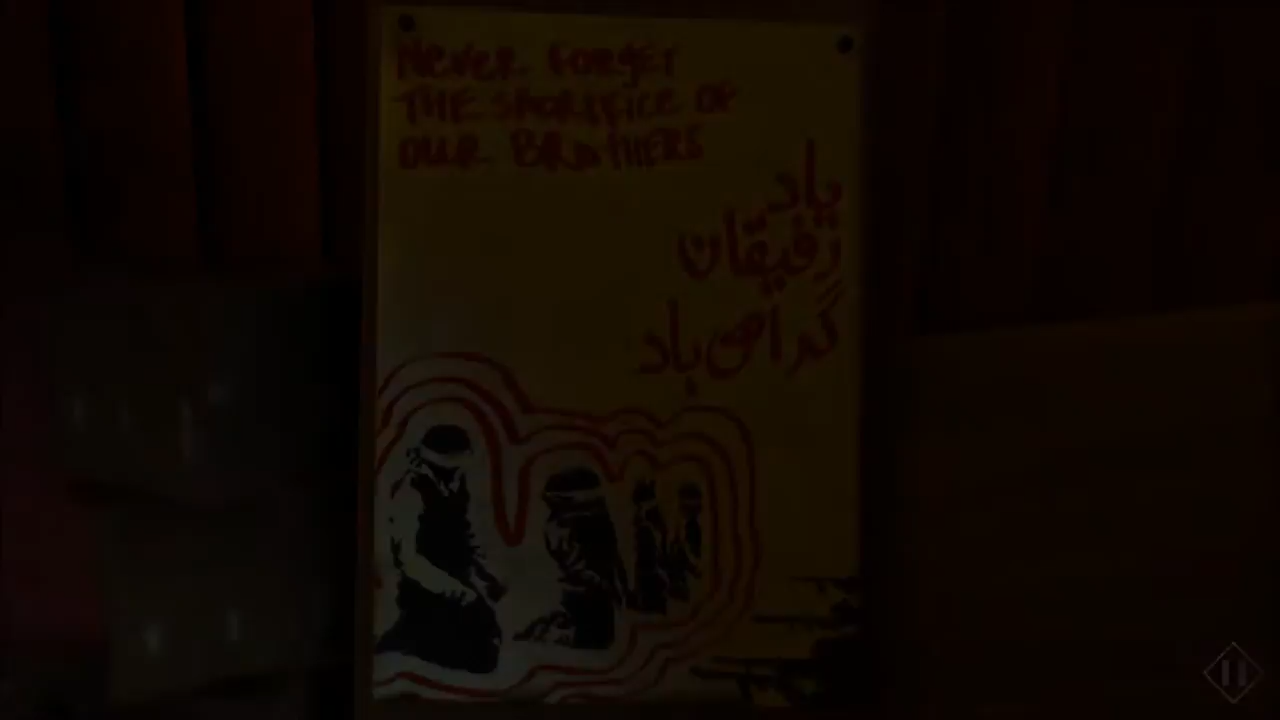 Never Forget
THE SACRIFICE OF
OUR BROTHERS
یاد
رفیقان
گرامی باد